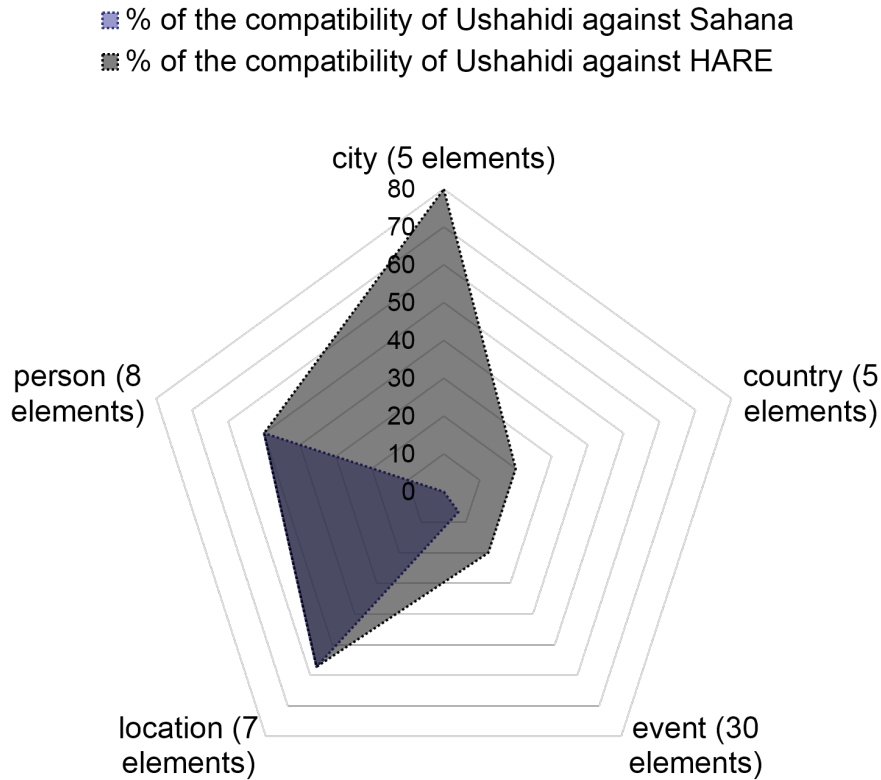 % of the compatibility of Ushahidi against Sahana
% of the compatibility of Ushahidi against HARE
city (5 elements)
80
70
60
50
40
30
20
10
0
person (8
elements)
country (5
elements)
location (7
elements)
event (30
elements)